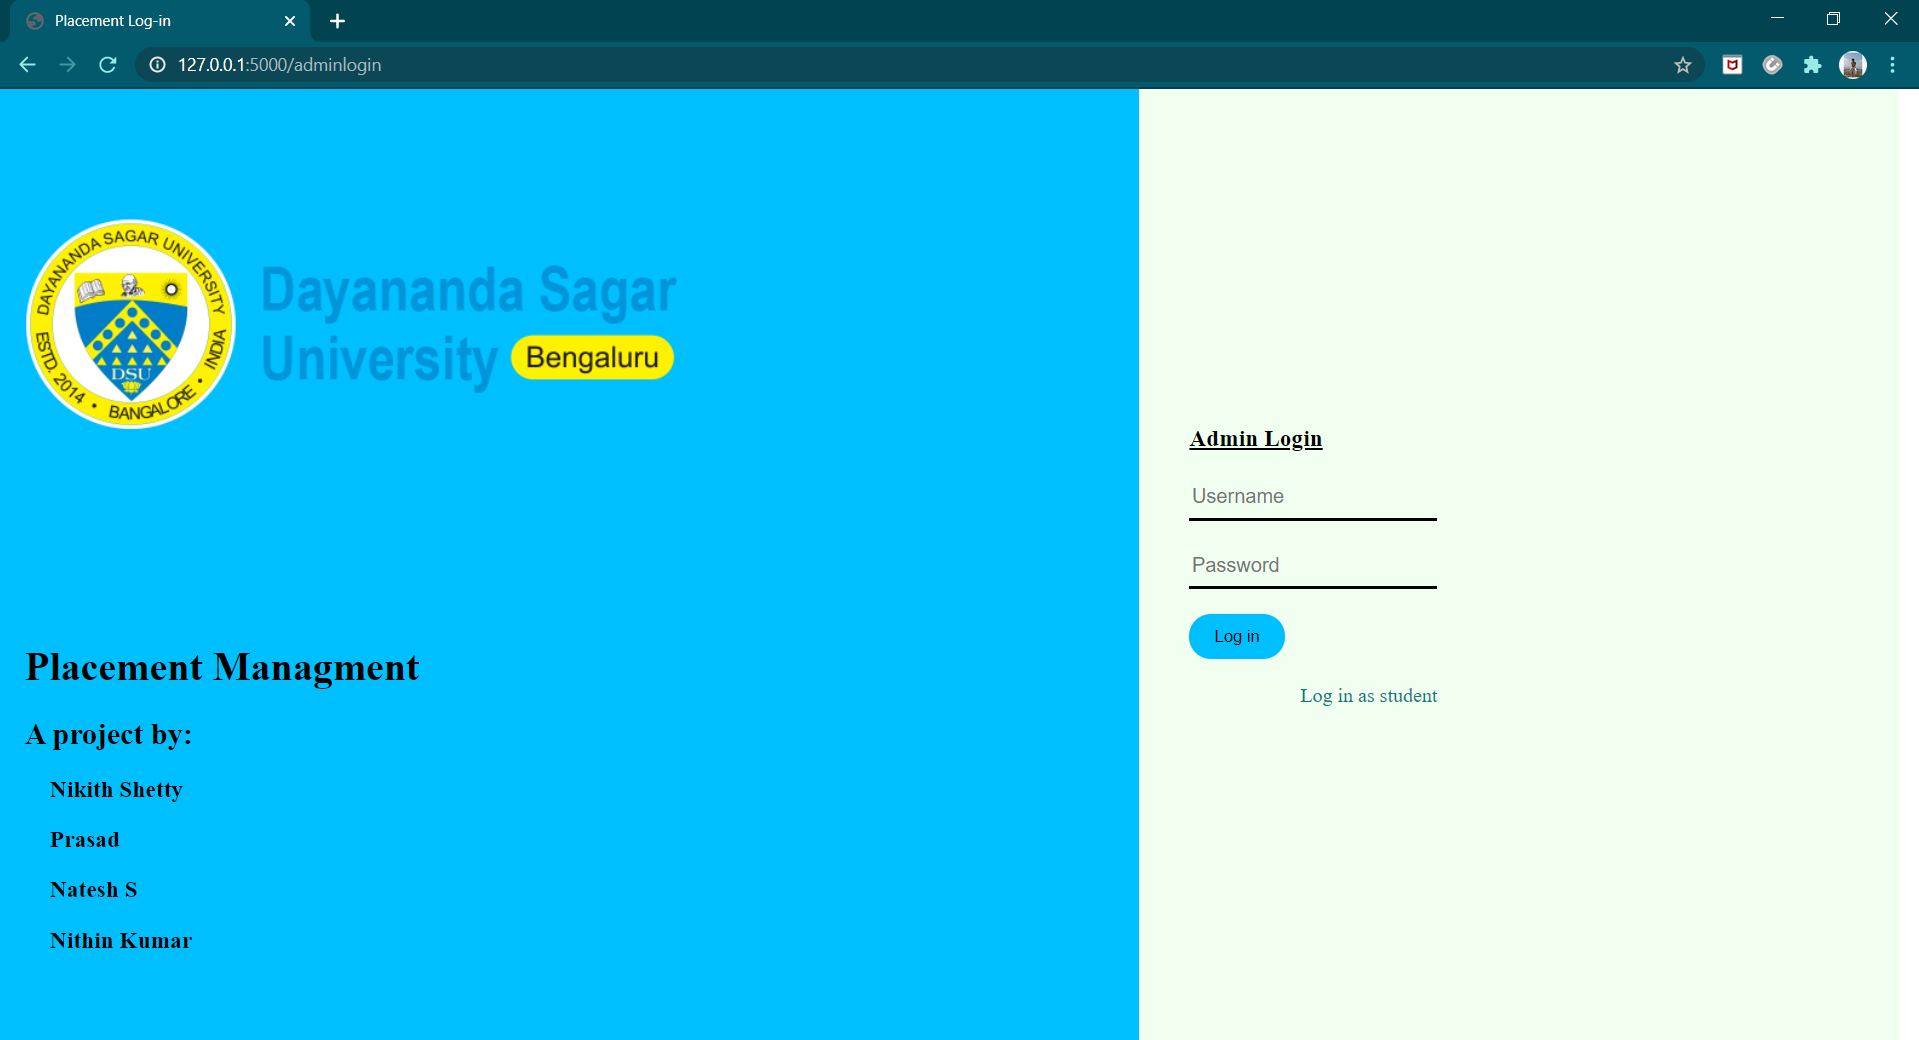 Placement Log-in
127.0.0.1:5000/adminlogin
DAYANANDA SAGAR UNIVERSITY
ESTD. 2014 • BANGALORE • INDIA
DSU
Dayananda Sagar
University Bengaluru
Placement Managment
A project by:
Nikith Shetty
Prasad
Natesh S
Nithin Kumar
Admin Login
Username
Password
Log in
Log in as student